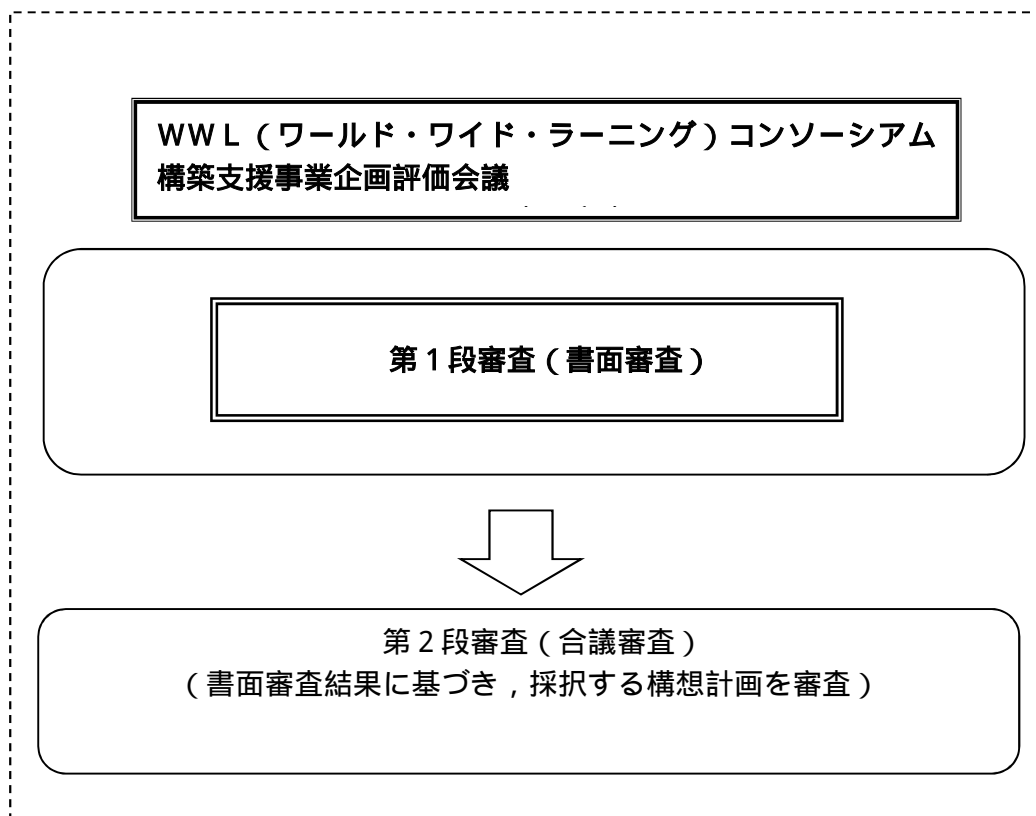 WWL(ワールド・ワイド・ラーニング)コンソーシアム
構築支援事業企画評価会議
第1段審査(書面審査)
第2段審査(合議審査)
(書面審査結果に基づき,採択する構想計画を審査)